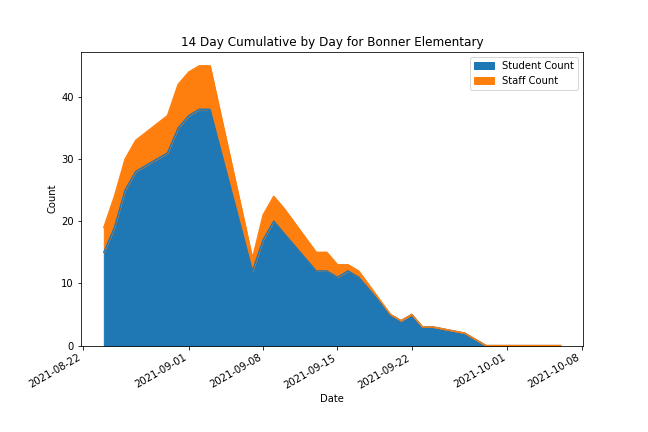 14 Day Cumulative by Day for Bonner Elementary
Student Count
Staff Count
Count
40
30
20
10
0
2021-08-22
2021-09-01
2021-09-08
2021-09-15
2021-09-22
2021-10-01
2021-10-08
Date